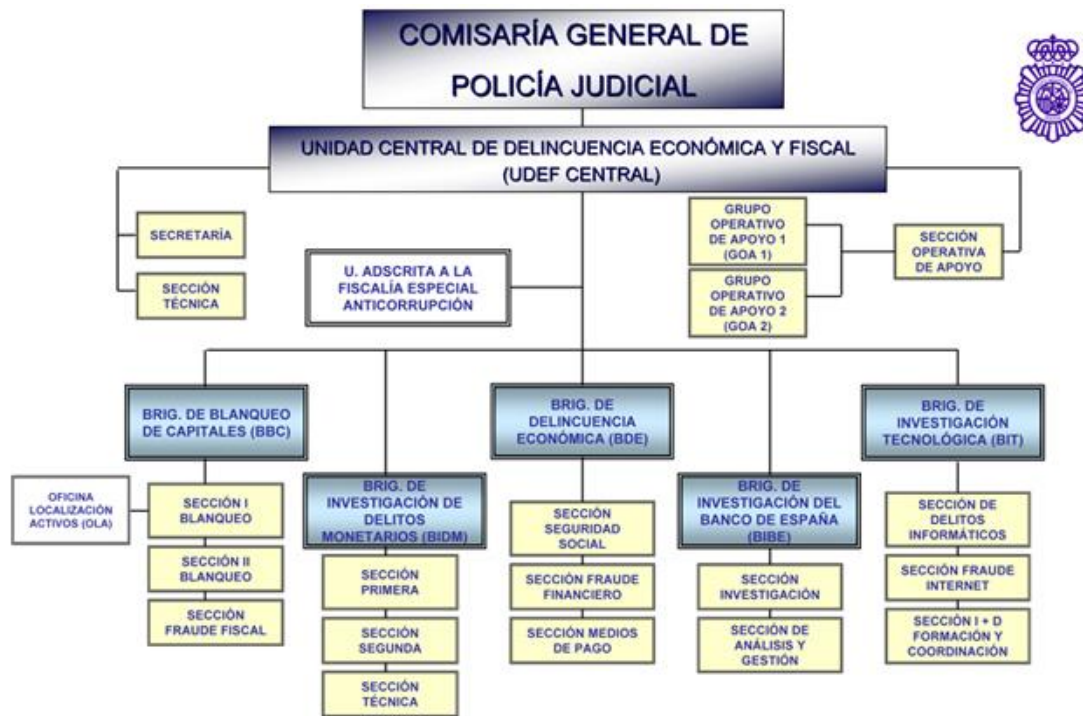 COMISARÍA GENERAL DE
POLICÍA JUDICIAL
UNIDAD CENTRAL DE DELINCUENCIA ECONÓMICA Y FISCAL
(UDEF CENTRAL)
SECRETARÍA
SECCIÓN
TÉCNICA
U. ADSCRITA A LA
FISCALÍA ESPECIAL
ANTICORRUPCIÓN
GRUPO
OPERATIVO
DE APOYO 1
(GOA 1)
GRUPO
OPERATIVO
DE APOYO 2
(GOA 2)
SECCIÓN
OPERATIVA
DE APOYO
BRIG. DE BLANQUEO
DE CAPITALES (BBC)
OFICINA
LOCALIZACIÓN
ACTIVOS (OLA)
SECCIÓN I
BLANQUEO
SECCIÓN II
BLANQUEO
SECCIÓN
FRAUDE FISCAL
BRIG. DE
INVESTIGACIÓN DE
DELITOS
MONETARIOS (BIDM)
SECCIÓN
PRIMERA
SECCIÓN
SEGUNDA
SECCIÓN
TÉCNICA
BRIG. DE
DELINCUENCIA
ECONÓMICA (BDE)
SECCIÓN
SEGURIDAD
SOCIAL
SECCIÓN FRAUDE
FINANCIERO
SECCIÓN MEDIOS
DE PAGO
BRIG. DE
INVESTIGACIÓN DEL
BANCO DE ESPAÑA
(BIBE)
SECCIÓN
INVESTIGACIÓN
SECCIÓN DE
ANÁLISIS Y
GESTIÓN
BRIG. DE
INVESTIGACIÓN
TECNOLÓGICA (BIT)
SECCIÓN DE
DELITOS
INFORMÁTICOS
SECCIÓN FRAUDE
INTERNET
SECCIÓN I + D
FORMACIÓN Y
COORDINACIÓN